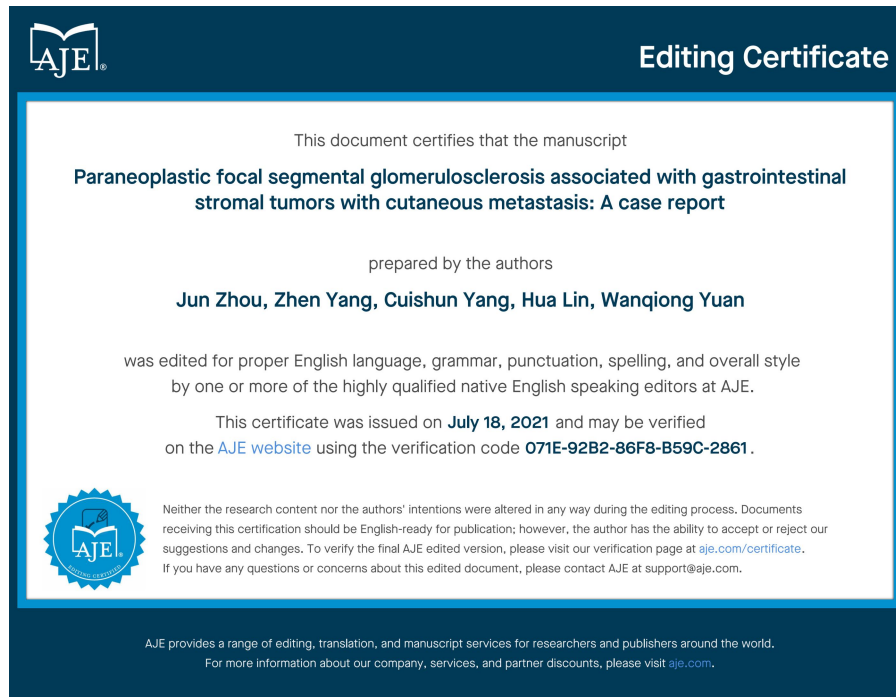 AJE®
Editing Certificate
This document certifies that the manuscript
Paraneoplastic focal segmental glomerulosclerosis associated with gastrointestinal
stromal tumors with cutaneous metastasis: A case report
prepared by the authors
Jun Zhou, Zhen Yang, Cuishun Yang, Hua Lin, Wanqiong Yuan
was edited for proper English language, grammar, punctuation, spelling, and overall style
by one or more of the highly qualified native English speaking editors at AJE.
This certificate was issued on July 18, 2021 and may be verified
on the AJE website using the verification code 071E-92B2-86F8-B59C-2861.
Neither the research content nor the authors' intentions were altered in any way during the editing process. Documents
receiving this certification should be English-ready for publication; however, the author has the ability to accept or reject our
suggestions and changes. To verify the final AJE edited version, please visit our verification page at aje.com/certificate.
If you have any questions or concerns about this edited document, please contact AJE at support@aje.com.
AJE®
EDITING CERTIFIED
AJE provides a range of editing, translation, and manuscript services for researchers and publishers around the world.
For more information about our company, services, and partner discounts, please visit aje.com.